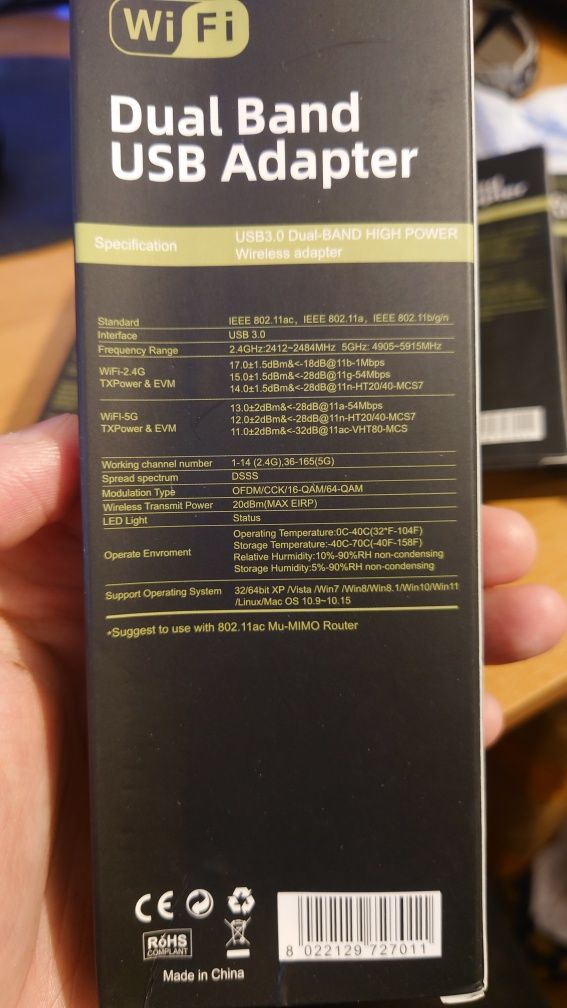 WiFi
Dual Band
USB Adapter
Specification USB3.0 Dual-BAND HIGH POWER
Wireless adapter
Standard IEEE 802.11ac, IEEE 802.11a, IEEE 802.11b/g/n
Interface USB 3.0
Frequency Range 2.4GHz:2412~2484MHz 5GHz: 4905~5915MHz
WiFi-2.4G 17.0±1.5dBm&<-18dB@11b-1Mbps
TXPower & EVM 15.0±1.5dBm&<-28dB@11g-54Mbps
14.0±1.5dBm&<-28dB@11n-HT20/40-MCS7
WIFI-5G 13.0±2dBm&<-28dB@11a-54Mbps
TXPower & EVM 12.0±2dBm&<-28dB@11n-HT20/40-MCS7
11.0±2dBm&<-32dB@11ac-VHT80-MCS
Working channel number 1-14 (2.4G),36-165(5G)
Spread spectrum DSSS
Modulation Type OFDM/CCK/16-QAM/64-QAM
Wireless Transmit Power 20dBm(MAX EIRP)
LED Light Status
Operate Enviroment Operating Temperature:0C-40C(32*F-104F)
Storage Temperature:-40C-70C(-40F-158F)
Relative Hurmidity:10%-90%RH non-condensing
Storage Humidity:5%-90%RH non-condensing
Support Operating System 32/64bit XP /Vista /Win7 /Win8/Win8.1/Win10/Win11
/Linux/Mac OS 10.9~10.15
*Suggest to use with 802.11ac Mu-MIMO Router
CE
RoHS
COMPLIANT
8 022129 727011
Made in China